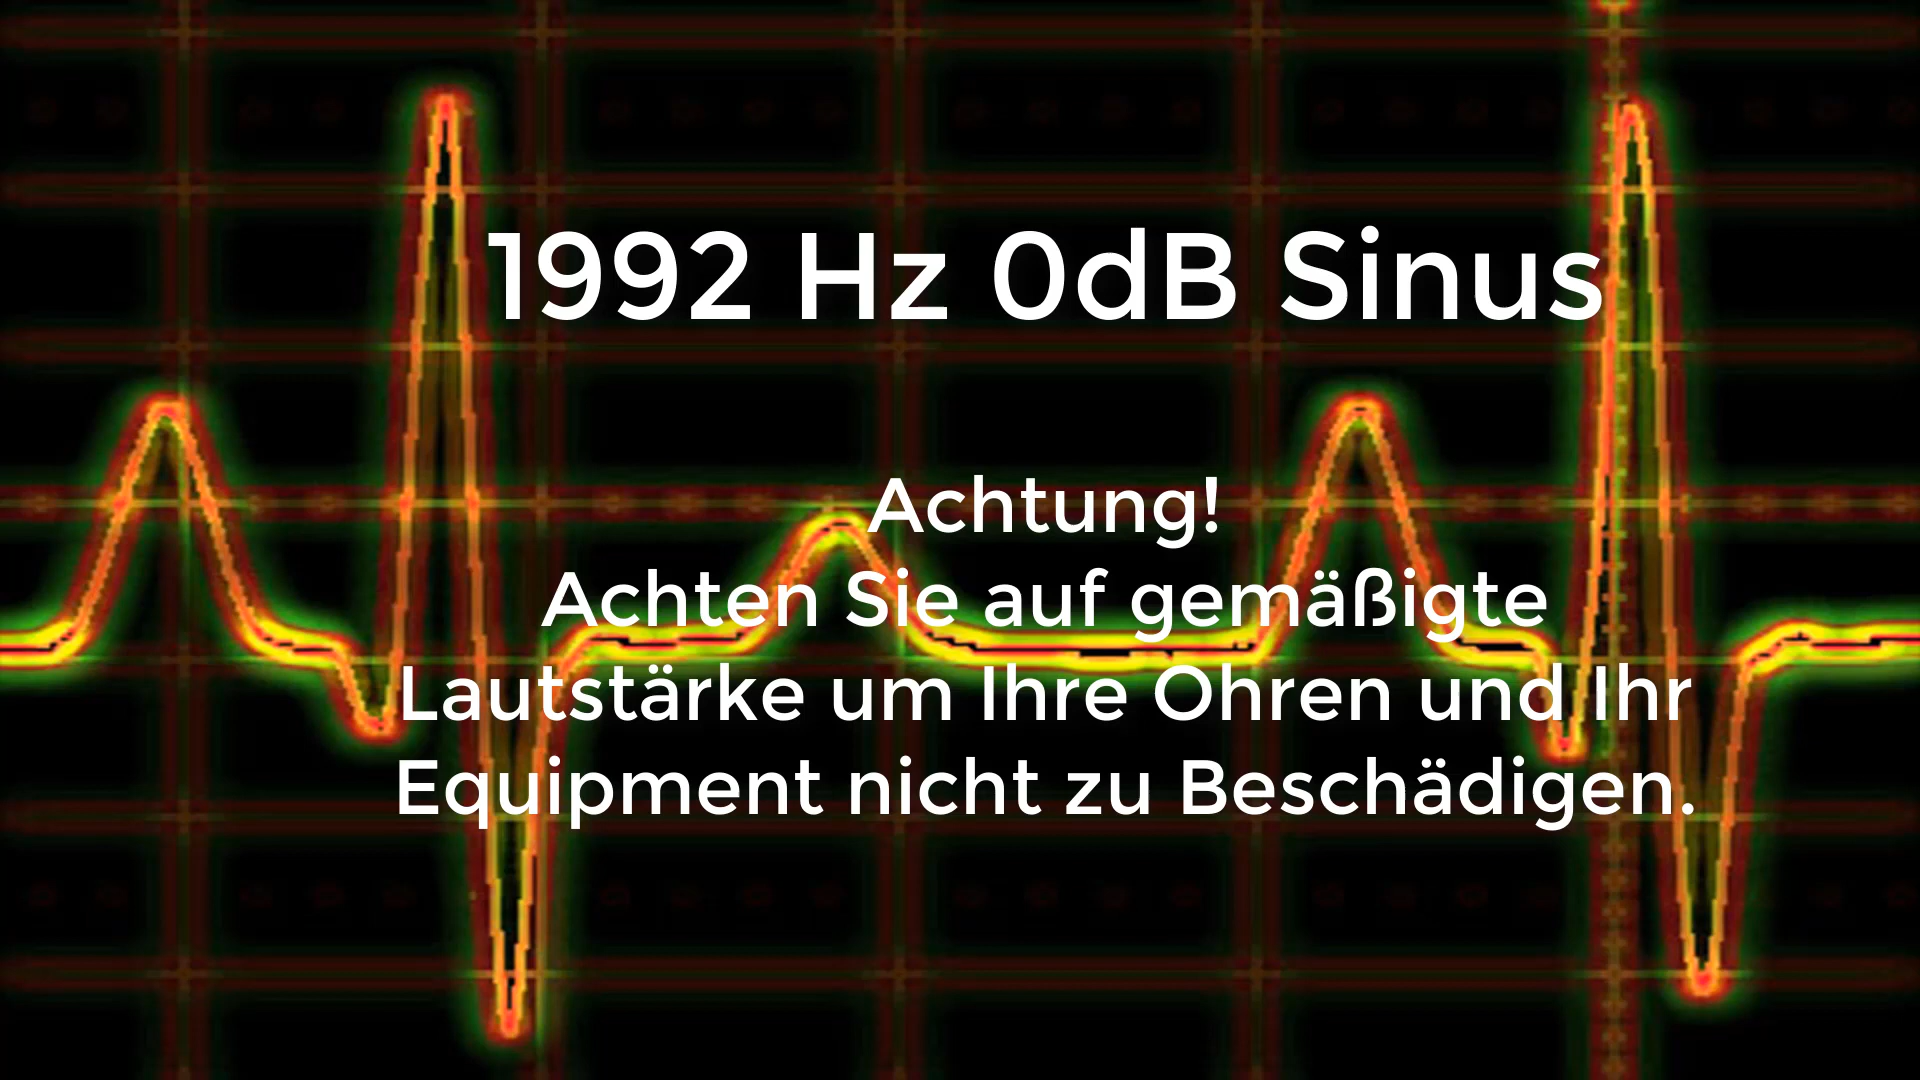 1992 Hz 0dB Sinus
Achtung!
Achten Sie auf gemäßigte
Lautstärke um Ihre Ohren und Ihr
Equipment nicht zu Beschädigen.